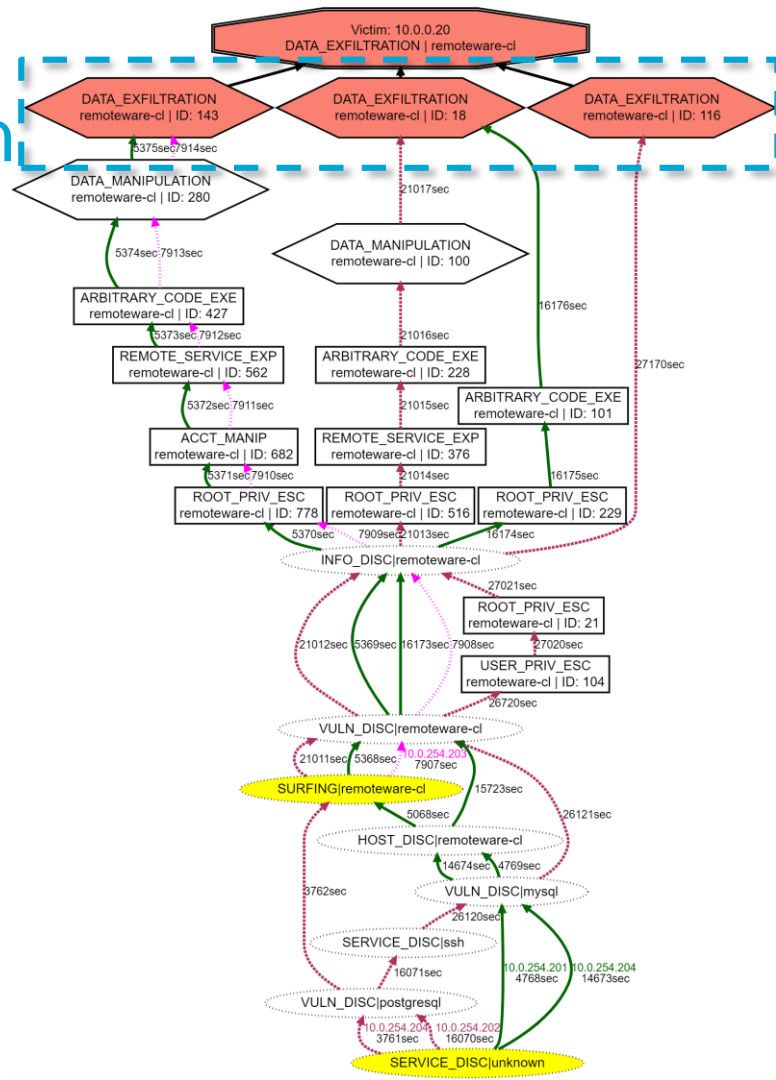 Victim: 10.0.0.20
DATA_EXFILTRATION | remoteware-cl
DATA_EXFILTRATION
remoteware-cl | ID: 143
DATA_EXFILTRATION
remoteware-cl | ID: 18
DATA_EXFILTRATION
remoteware-cl | ID: 116
n
5375sec
7914sec
DATA_MANIPULATION
remoteware-cl | ID: 280
21017sec
DATA_MANIPULATION
remoteware-cl | ID: 100
5374sec
7913sec
ARBITRARY_CODE_EXE
remoteware-cl | ID: 427
16176sec
5373sec
7912sec
21016sec
27170sec
REMOTE_SERVICE_EXP
remoteware-cl | ID: 562
ARBITRARY_CODE_EXE
remoteware-cl | ID: 228
5372sec
7911sec
21015sec
ARBITRARY_CODE_EXE
remoteware-cl | ID: 101
ACCT_MANIP
remoteware-cl | ID: 682
REMOTE_SERVICE_EXP
remoteware-cl | ID: 376
5371sec
7910sec
21014sec
16175sec
ROOT_PRIV_ESC
remoteware-cl | ID: 778
ROOT_PRIV_ESC
remoteware-cl | ID: 516
ROOT_PRIV_ESC
remoteware-cl | ID: 229
5370sec
7909sec
21013sec
16174sec
INFO_DISC|remoteware-cl
27021sec
ROOT_PRIV_ESC
remoteware-cl | ID: 21
21012sec
5369sec
16173sec
7908sec
27020sec
USER_PRIV_ESC
remoteware-cl | ID: 104
26720sec
VULN_DISC|remoteware-cl
21011sec
5368sec
10.0.254.203
7907sec
SURFING|remoteware-cl
15723sec
5068sec
26121sec
HOST_DISC|remoteware-cl
14674sec
4769sec
3762sec
VULN_DISC|mysql
26120sec
SERVICE_DISC|ssh
16071sec
10.0.254.201
4768sec
10.0.254.204
14673sec
VULN_DISC|postgresql
10.0.254.204
3761sec
10.0.254.202
16070sec
SERVICE_DISC|unknown